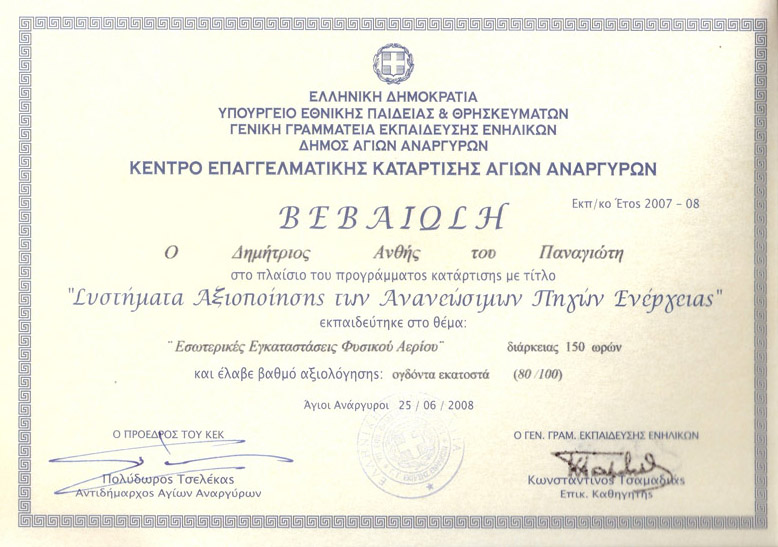 ΕΛΛΗΝΙΚΗ ΔΗΜΟΚΡΑΤΙΑ
ΥΠΟΥΡΓΕΙΟ ΕΘΝΙΚΗΣ ΠΑΙΔΕΙΑΣ & ΘΡΗΣΚΕΥΜΑΤΩΝ
ΓΕΝΙΚΗ ΓΡΑΜΜΑΤΕΙΑ ΕΚΠΑΙΔΕΥΣΗΣ ΕΝΗΛΙΚΩΝ
ΔΗΜΟΣ ΑΓΙΩΝ ΑΝΑΡΓΥΡΩΝ
ΚΕΝΤΡΟ ΕΠΑΓΓΕΛΜΑΤΙΚΗΣ ΚΑΤΑΡΤΙΣΗΣ ΑΓΙΩΝ ΑΝΑΡΓΥΡΩΝ
Εκπ/κο Έτος 2007 - 08
ΒΕΒΑΙΩΣΗ
Ο Δημήτριος Ανθής του Παναγιώτη
στο πλαίσιο του προγράμματος κατάρτισης με τίτλο
"Συστήματα Αξιοποίησης των Ανανεώσιμων Πηγών Ενέργειας"
εκπαιδεύτηκε στο θέμα:
¨Εσωτερικές Εγκαταστάσεις Φυσικού Αερίου¨ διάρκειας 150 ωρών
και έλαβε βαθμό αξιολόγησης: ογδόντα εκατοστά (80/100)
Άγιοι Ανάργυροι 25 / 06 / 2008
Ο ΠΡΟΕΔΡΟΣ ΤΟΥ ΚΕΚ
Πολύδωρος Τσελέκας
Αντιδήμαρχος Αγίων Αναργύρων
Ο ΓΕΝ. ΓΡΑΜ. ΕΚΠΑΙΔΕΥΣΗΣ ΕΝΗΛΙΚΩΝ
Κωνσταντίνος Τσαμαδιάς
Επικ. Καθηγητής